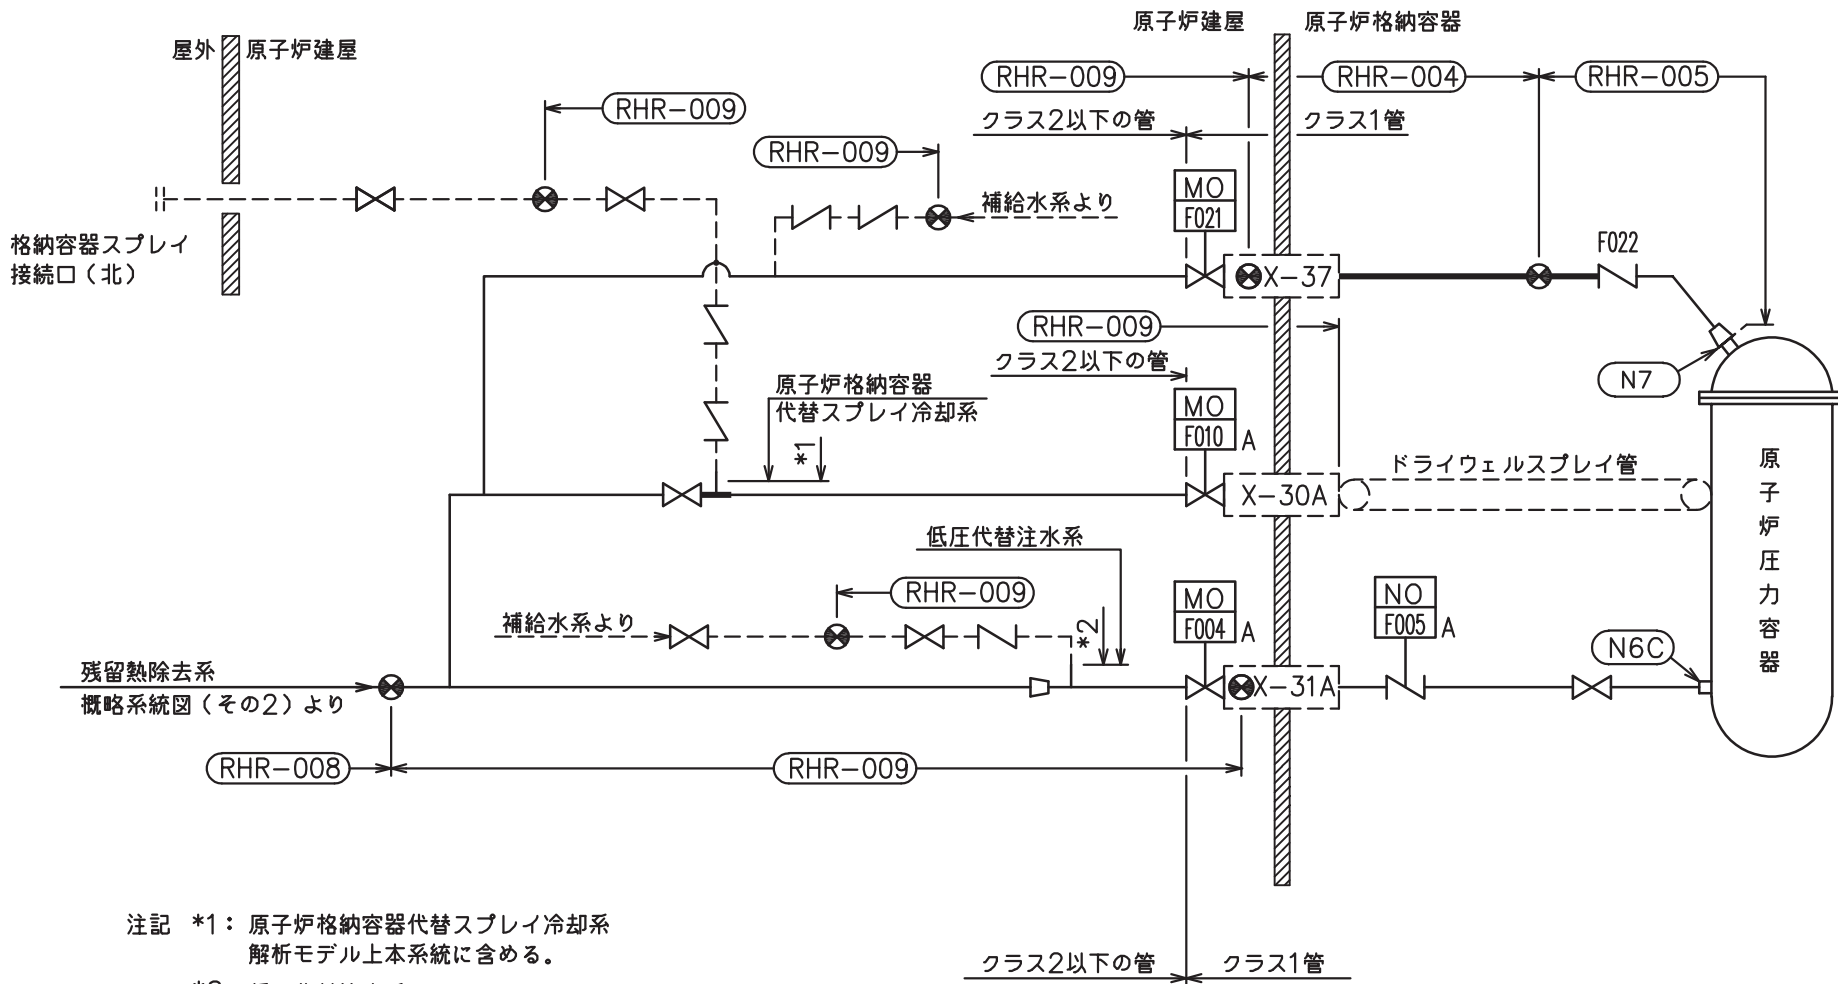 原子炉建屋
原子炉格納容器
屋外
原子炉建屋
RHR-009
RHR-004
RHR-005
RHR-009
クラス2以下の管
クラス1管
RHR-009
MO
F021
補給水系より
格納容器スプレイ
接続口（北）
F022
X-37
RHR-009
クラス2以下の管
N7
原子炉格納容器
代替スプレイ冷却系
*1
MO
F010
A
X-30A
ドライウェルスプレイ管
原子炉圧力容器
低圧代替注水系
RHR-009
補給水系より
*2
MO
F004
A
NO
F005
A
N6C
残留熱除去系
概略系統図（その2）より
X-31A
RHR-008
RHR-009
注記 *1：原子炉格納容器代替スプレイ冷却系
解析モデル上本系統に含める。
クラス2以下の管
クラス1管